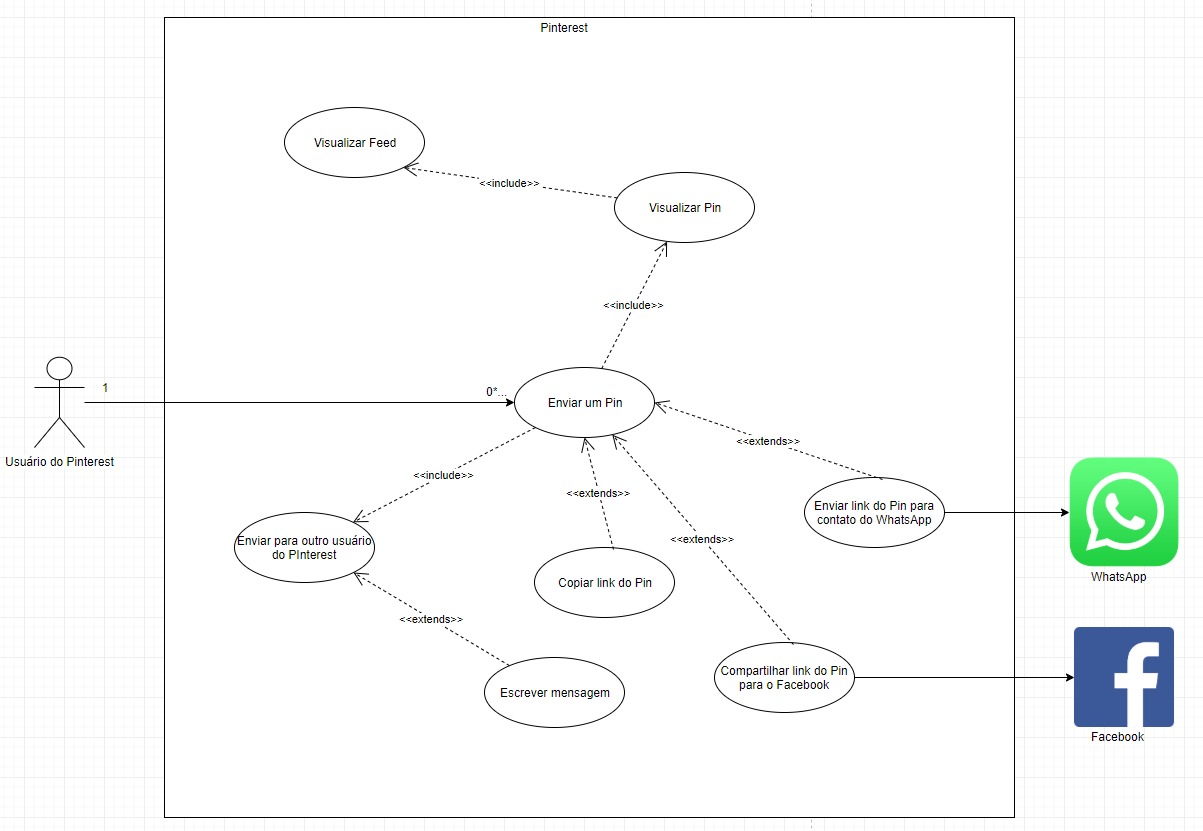 Pinterest
Visualizar Feed
<<include>>
Visualizar Pin
<<include>>
1
0*...
Enviar um Pin
Usuário do Pinterest
<<extends>>
<<include>>
<<extends>>
Enviar link do Pin para
contato do WhatsApp
<<extends>>
Enviar para outro usuário
do PInterest
Copiar link do Pin
WhatsApp
<<extends>>
Escrever mensagem
Compartilhar link do Pin
para o Facebook
f
Facebook